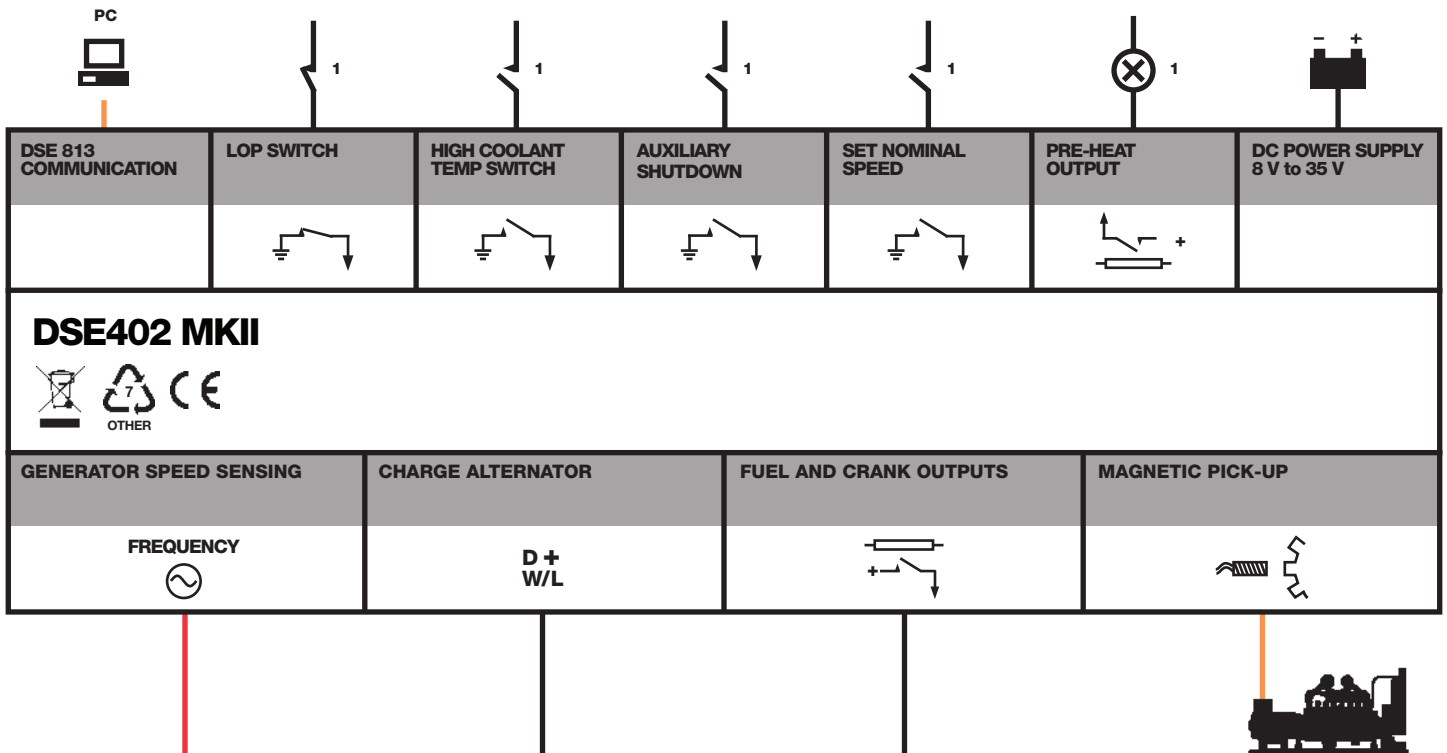 PC
1
1
1
1
1
- +
DSE 813
COMMUNICATION
LOP SWITCH
HIGH COOLANT
TEMP SWITCH
AUXILIARY
SHUTDOWN
SET NOMINAL
SPEED
PRE-HEAT
OUTPUT
DC POWER SUPPLY
8 V to 35 V
+
DSE402 MKII
7
CE
OTHER
GENERATOR SPEED SENSING
CHARGE ALTERNATOR
FUEL AND CRANK OUTPUTS
MAGNETIC PICK-UP
FREQUENCY
D +
W/L
+